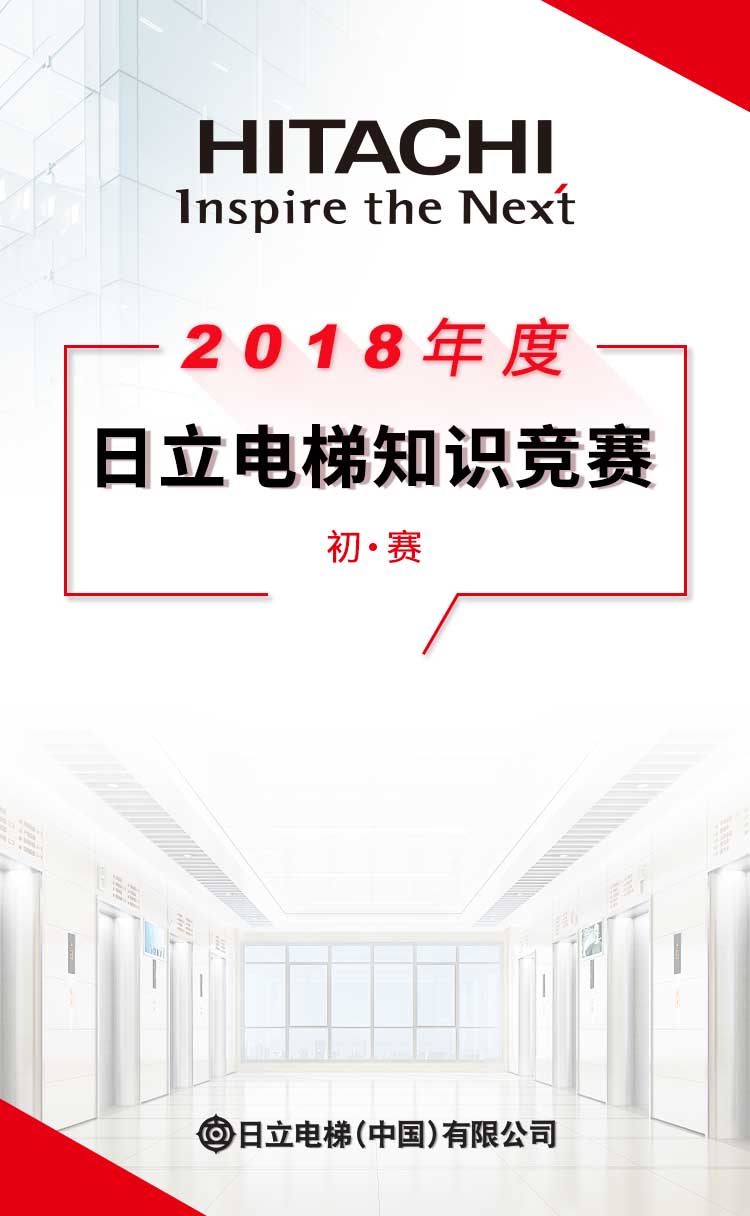 HITACHI
Inspire the Next
2018年度
日立电梯知识竞赛
初·赛
日立电梯(中国)有限公司